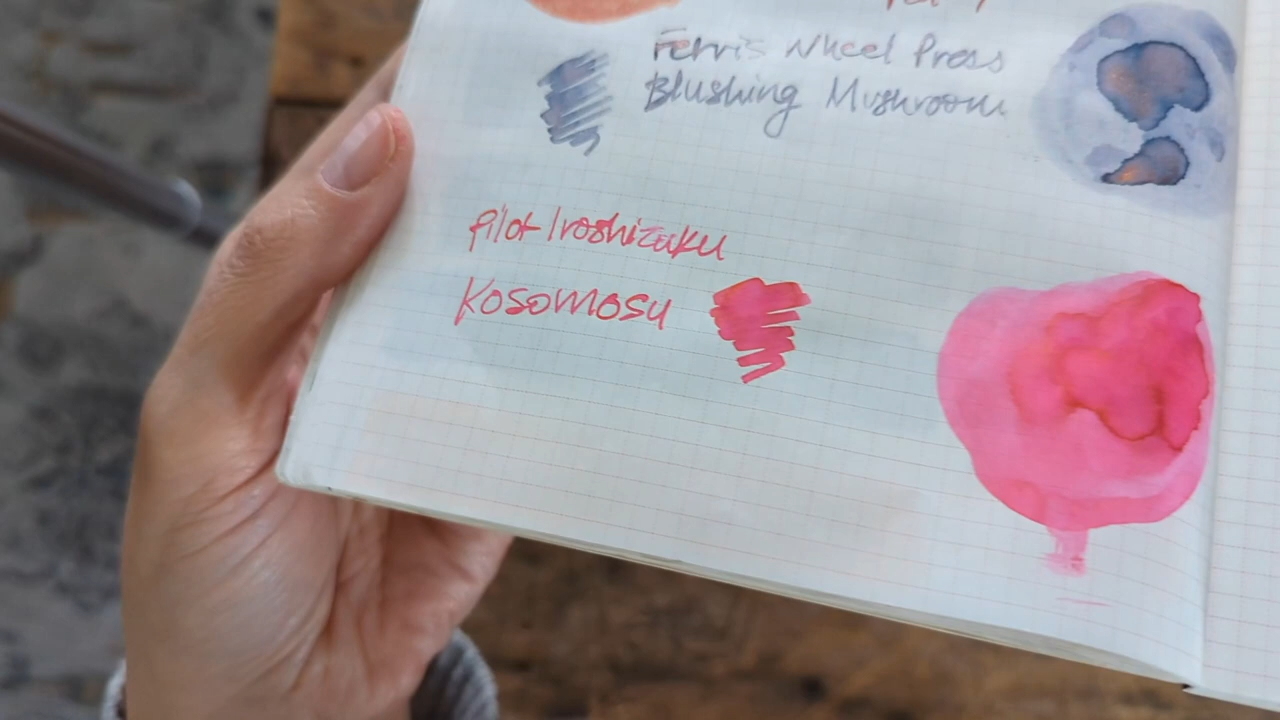 Ferris Wheel Press
Blushing Mushroom
Pilot Iroshizuku
Kosomosu